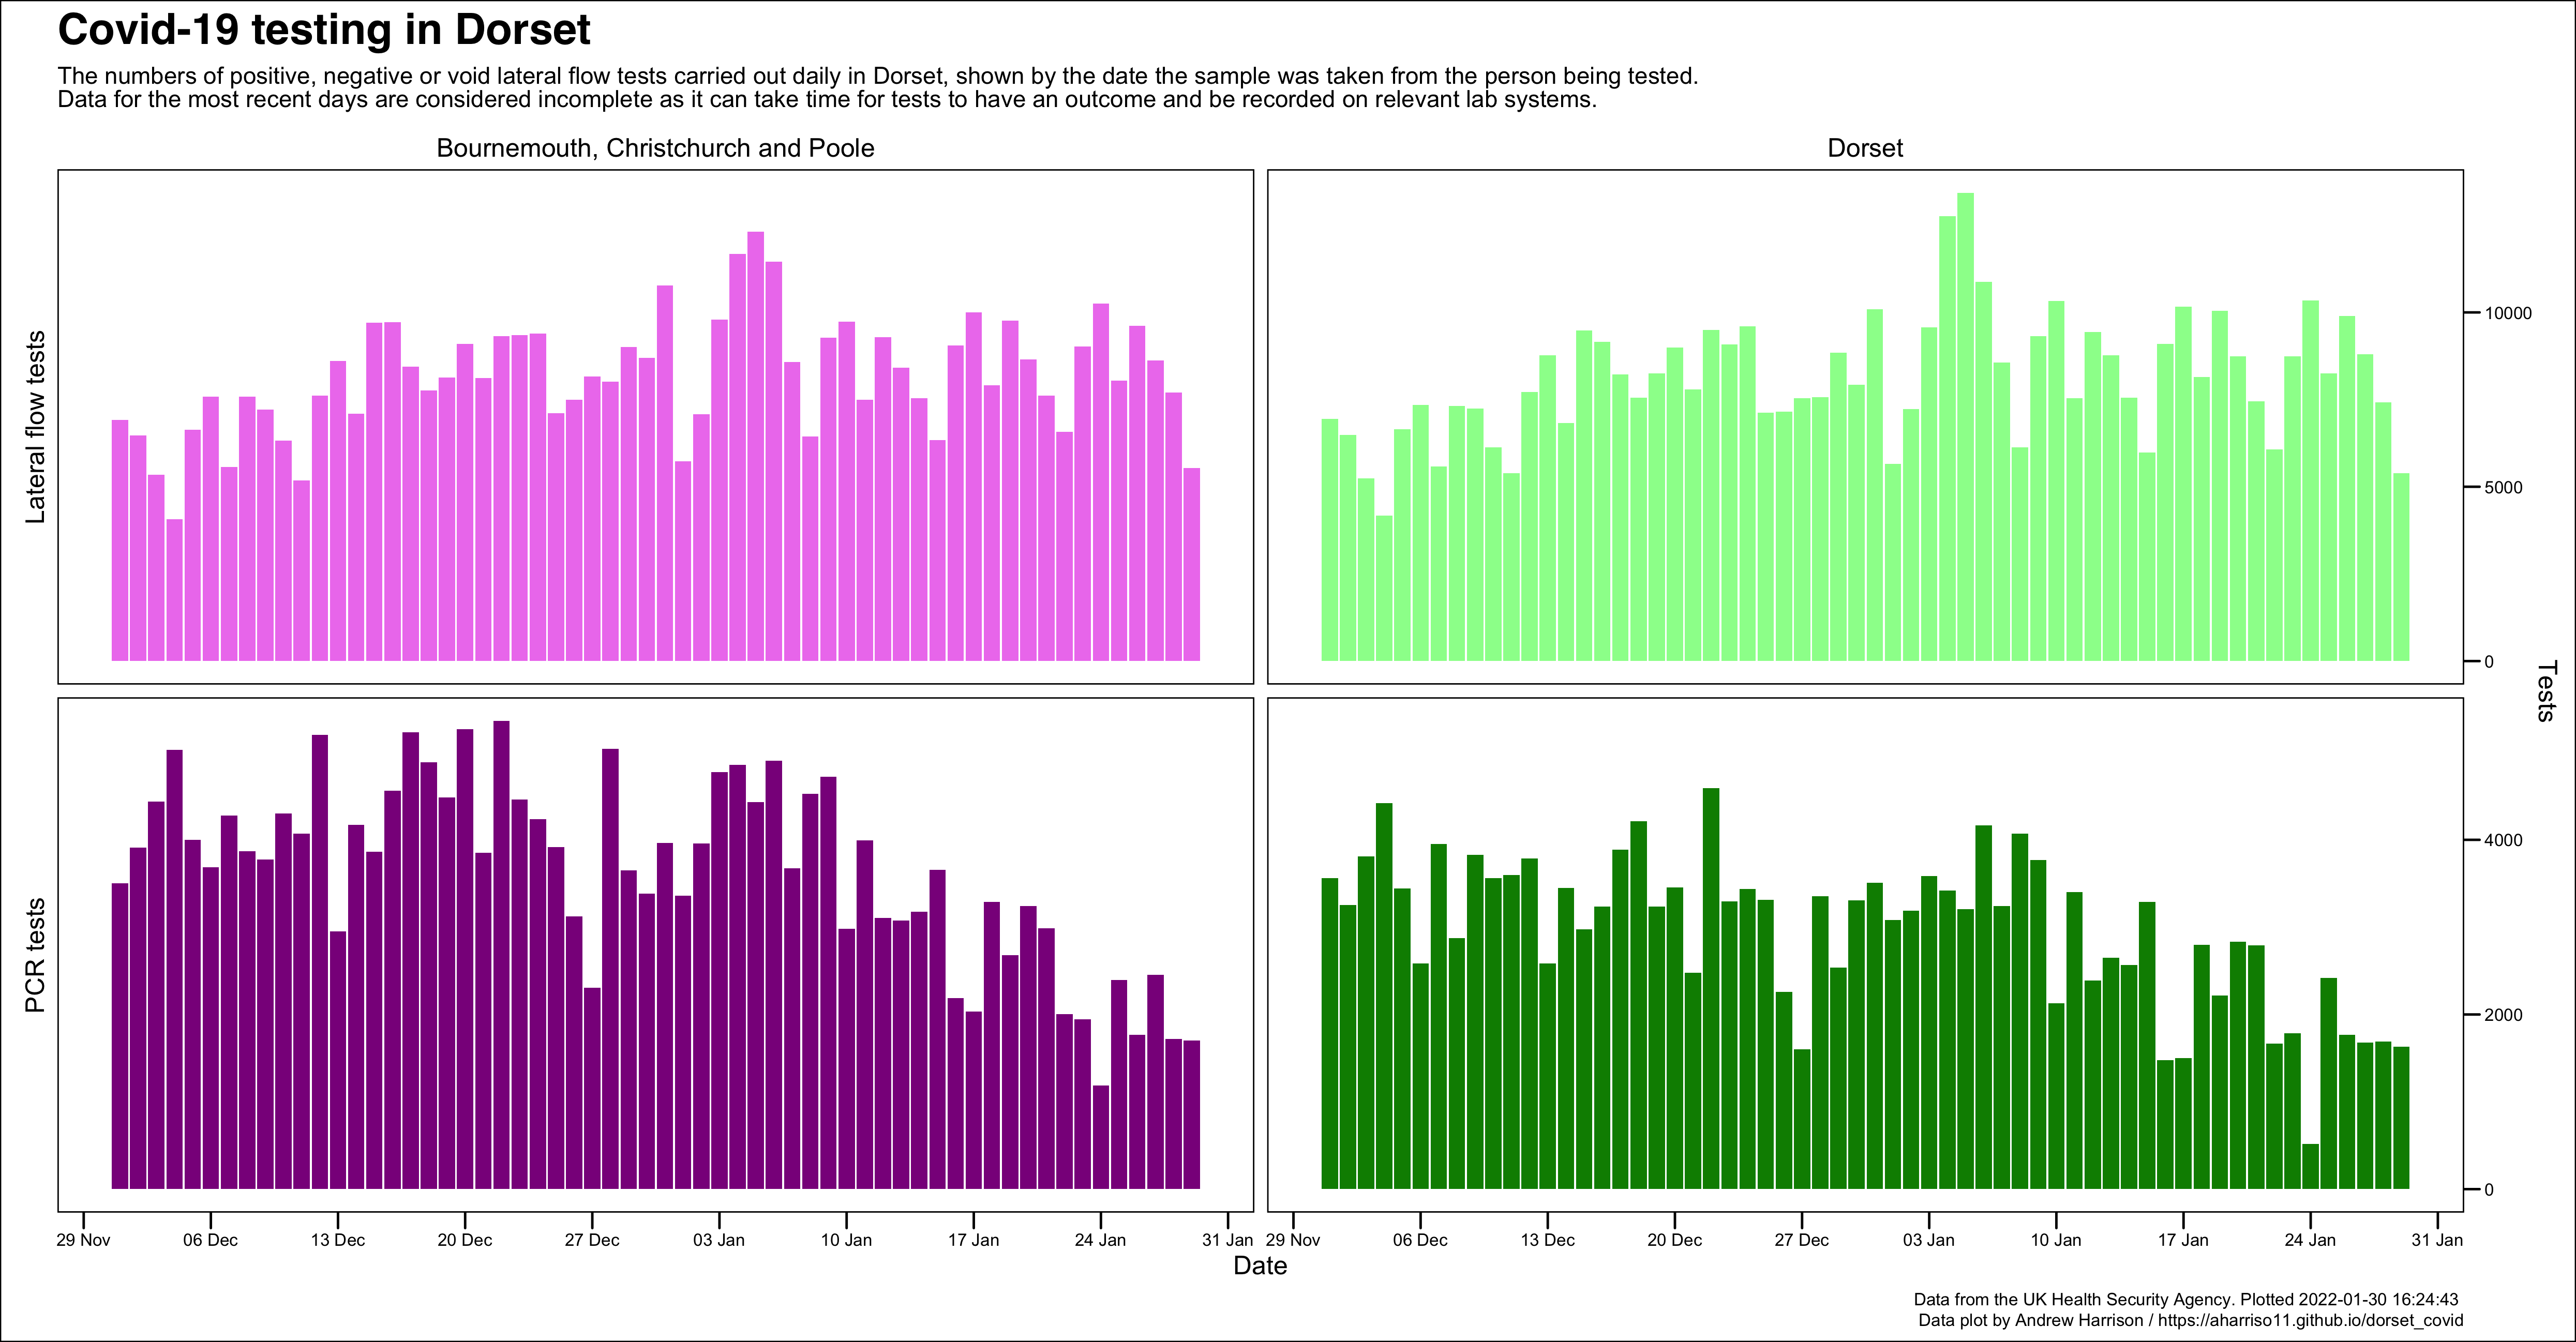 Covid-19 testing in Dorset
The numbers of positive, negative or void lateral flow tests carried out daily in Dorset, shown by the date the sample was taken from the person being tested.
Data for the most recent days are considered incomplete as it can take time for tests to have an outcome and be recorded on relevant lab systems.
Bournemouth, Christchurch and Poole
Dorset
Lateral flow tests
10000
5000
0
Tests
PCR tests
4000
2000
0
29 Nov 06 Dec 13 Dec 20 Dec 27 Dec 03 Jan 10 Jan 17 Jan 24 Jan 31 Jan
29 Nov 06 Dec 13 Dec 20 Dec 27 Dec 03 Jan 10 Jan 17 Jan 24 Jan 31 Jan
Date
Data from the UK Health Security Agency. Plotted 2022-01-30 16:24:43
Data plot by Andrew Harrison / https://aharriso11.github.io/dorset_covid